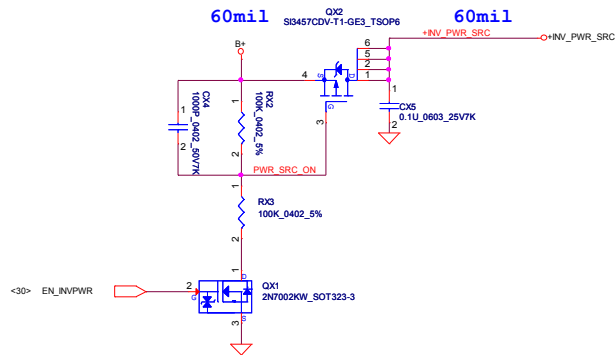 60mil
QX2
SI3457CDV-T1-GE3_TSOP6
60mil
+INV_PWR_SRC
+INV_PWR_SRC
B+
4
S
D
6
5
2
1
G
3
1
2
CX4
1000P_0402_50V7K
1
2
RX2
100K_0402_5%
1
2
CX5
0.1U_0603_25V7K
PWR_SRC_ON
1
2
RX3
100K_0402_5%
<30>
EN_INVPWR
2
G
1
D
S
3
QX1
2N7002KW_SOT323-3